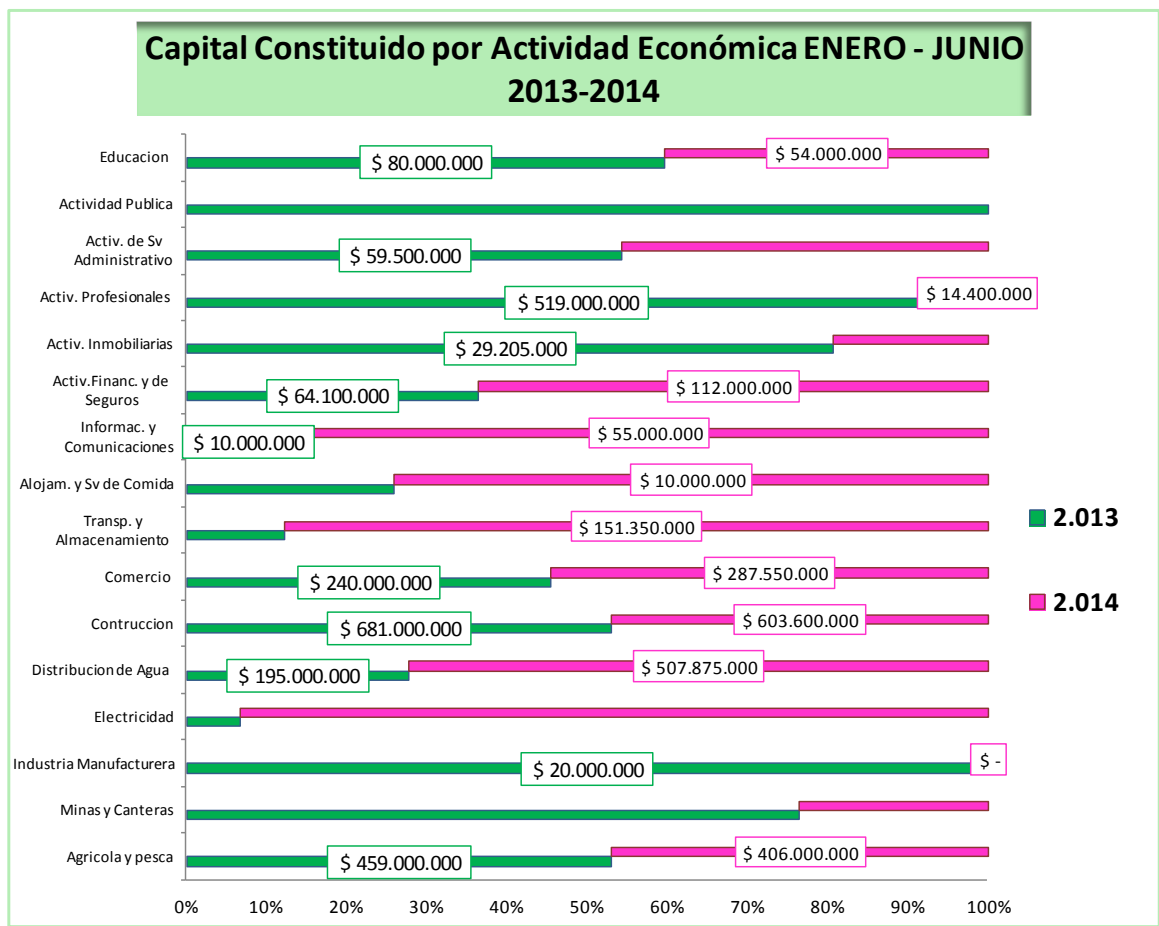 Capital Constituido por Actividad Económica ENERO - JUNIO
2013-2014
Educacion
$ 80.000.000
$ 54.000.000
Actividad Publica
Activ. de Sv
Administrativo
$ 59.500.000
Activ. Profesionales
$ 519.000.000
$ 14.400.000
Activ. Inmobiliarias
$ 29.205.000
Activ.Financ. y de
Seguros
$ 64.100.000
$ 112.000.000
Informac. y
Comunicaciones
$ 10.000.000
$ 55.000.000
Alojam. y Sv de Comida
$ 10.000.000
Transp. y
Almacenamiento
$ 151.350.000
Comercio
$ 240.000.000
$ 287.550.000
Contruccion
$ 681.000.000
$ 603.600.000
Distribucion de Agua
$ 195.000.000
$ 507.875.000
Electricidad
Industria Manufacturera
$ 20.000.000
$ -
Minas y Canteras
Agricola y pesca
$ 459.000.000
$ 406.000.000
0% 10% 20% 30% 40% 50% 60% 70% 80% 90% 100%
2.013
2.014